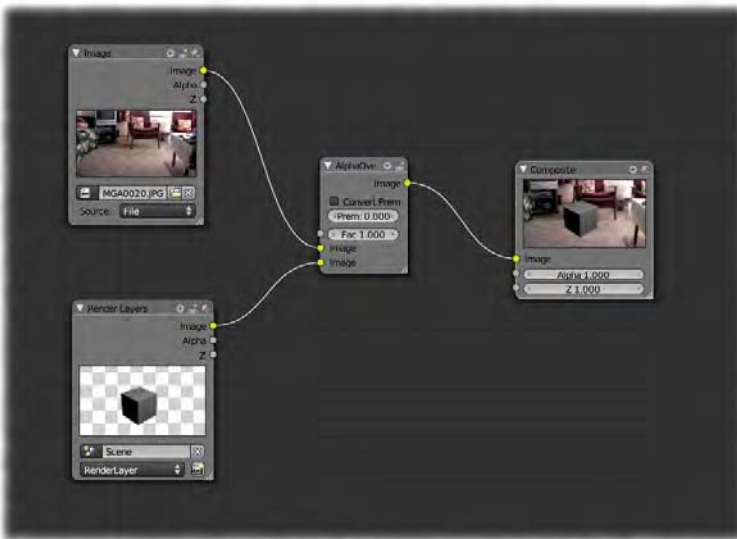 Image
Image
Alpha
Z
MGA0020.JPG
Source: File
AlphaOve
Image
Convert Prem
Prem: 0.000
Fac 1.000
Image
Image
Composite
Image
Alpha 1.000
Z 1.000
Render Layers
Image
Alpha
Z
Scene
RenderLayer